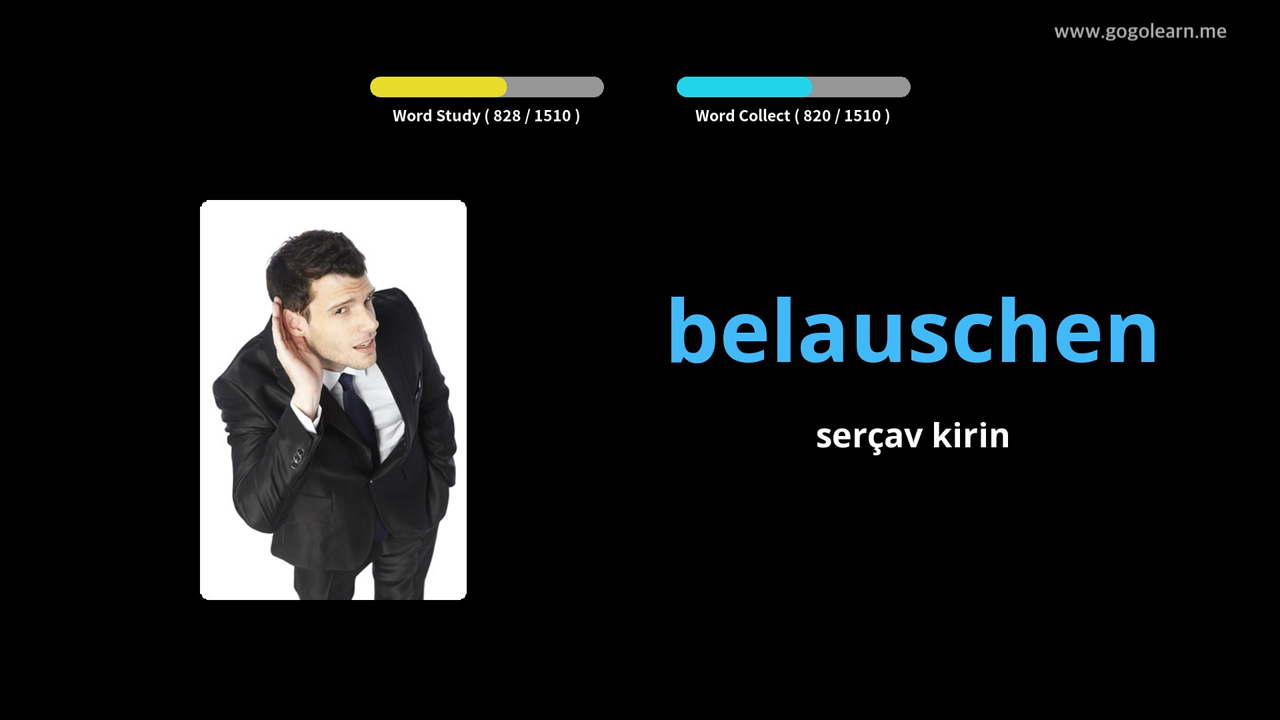 www.gogolearn.me
Word Study ( 828 / 1510 )
Word Collect ( 820 / 1510 )
belauschen
serçav kirin